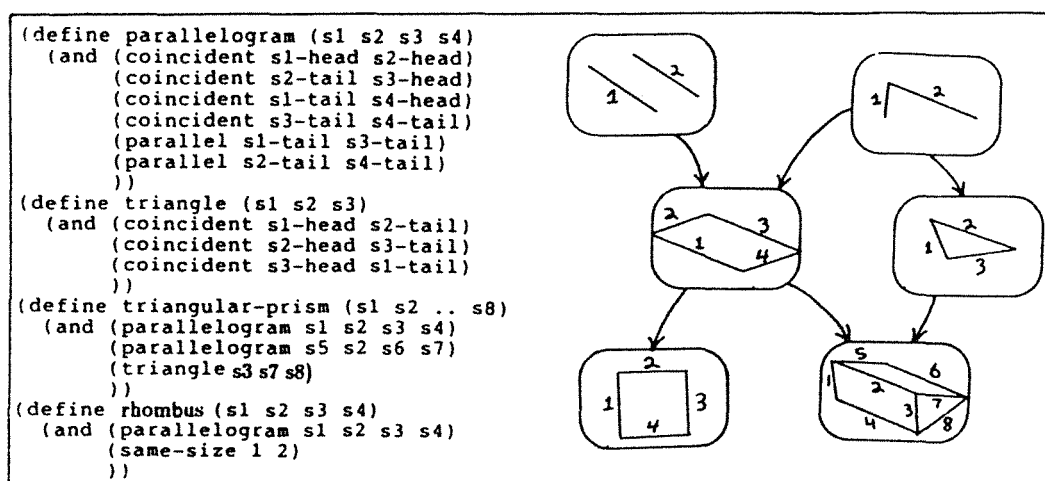 (define parallelogram (s1 s2 s3 s4)
(and (coincident s1-head s2-head)
(coincident s2-tail s3-head)
(coincident s1-tail s4-head)
(coincident s3-tail s4-tail)
(parallel s1-tail s3-tail)
(parallel s2-tail s4-tail)
))
(define triangle (s1 s2 s3)
(and (coincident s1-head s2-tail)
(coincident s2-head s3-tail)
(coincident s3-head s1-tail)
))
(define triangular-prism (s1 s2 .. s8)
(and (parallelogram s1 s2 s3 s4)
(parallelogram s5 s2 s6 s7)
(triangle s3 s7 s8)
))
(define rhombus (s1 s2 s3 s4)
(and (parallelogram s1 s2 s3 s4)
(same-size 1 2)
))
1 2
1 2
2 3
1 4
1 2
3
2
1 3
4
5 6
1 2
3 7
4 8